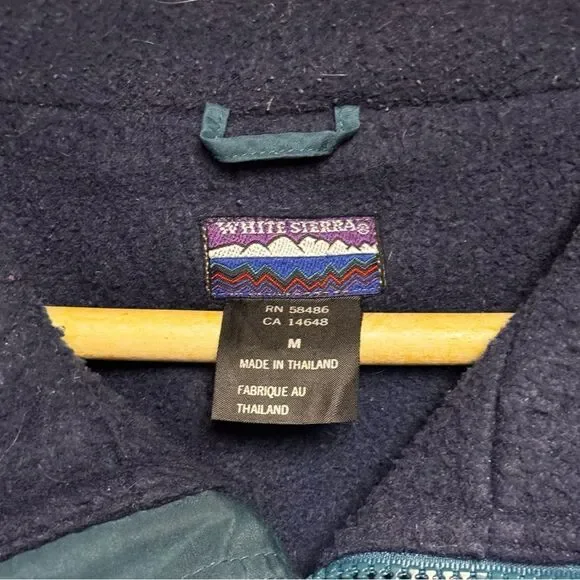 WHITE SIERRA®
RN 58486
CA 14648
M
MADE IN THAILAND
FABRIQUE AU
THAILAND